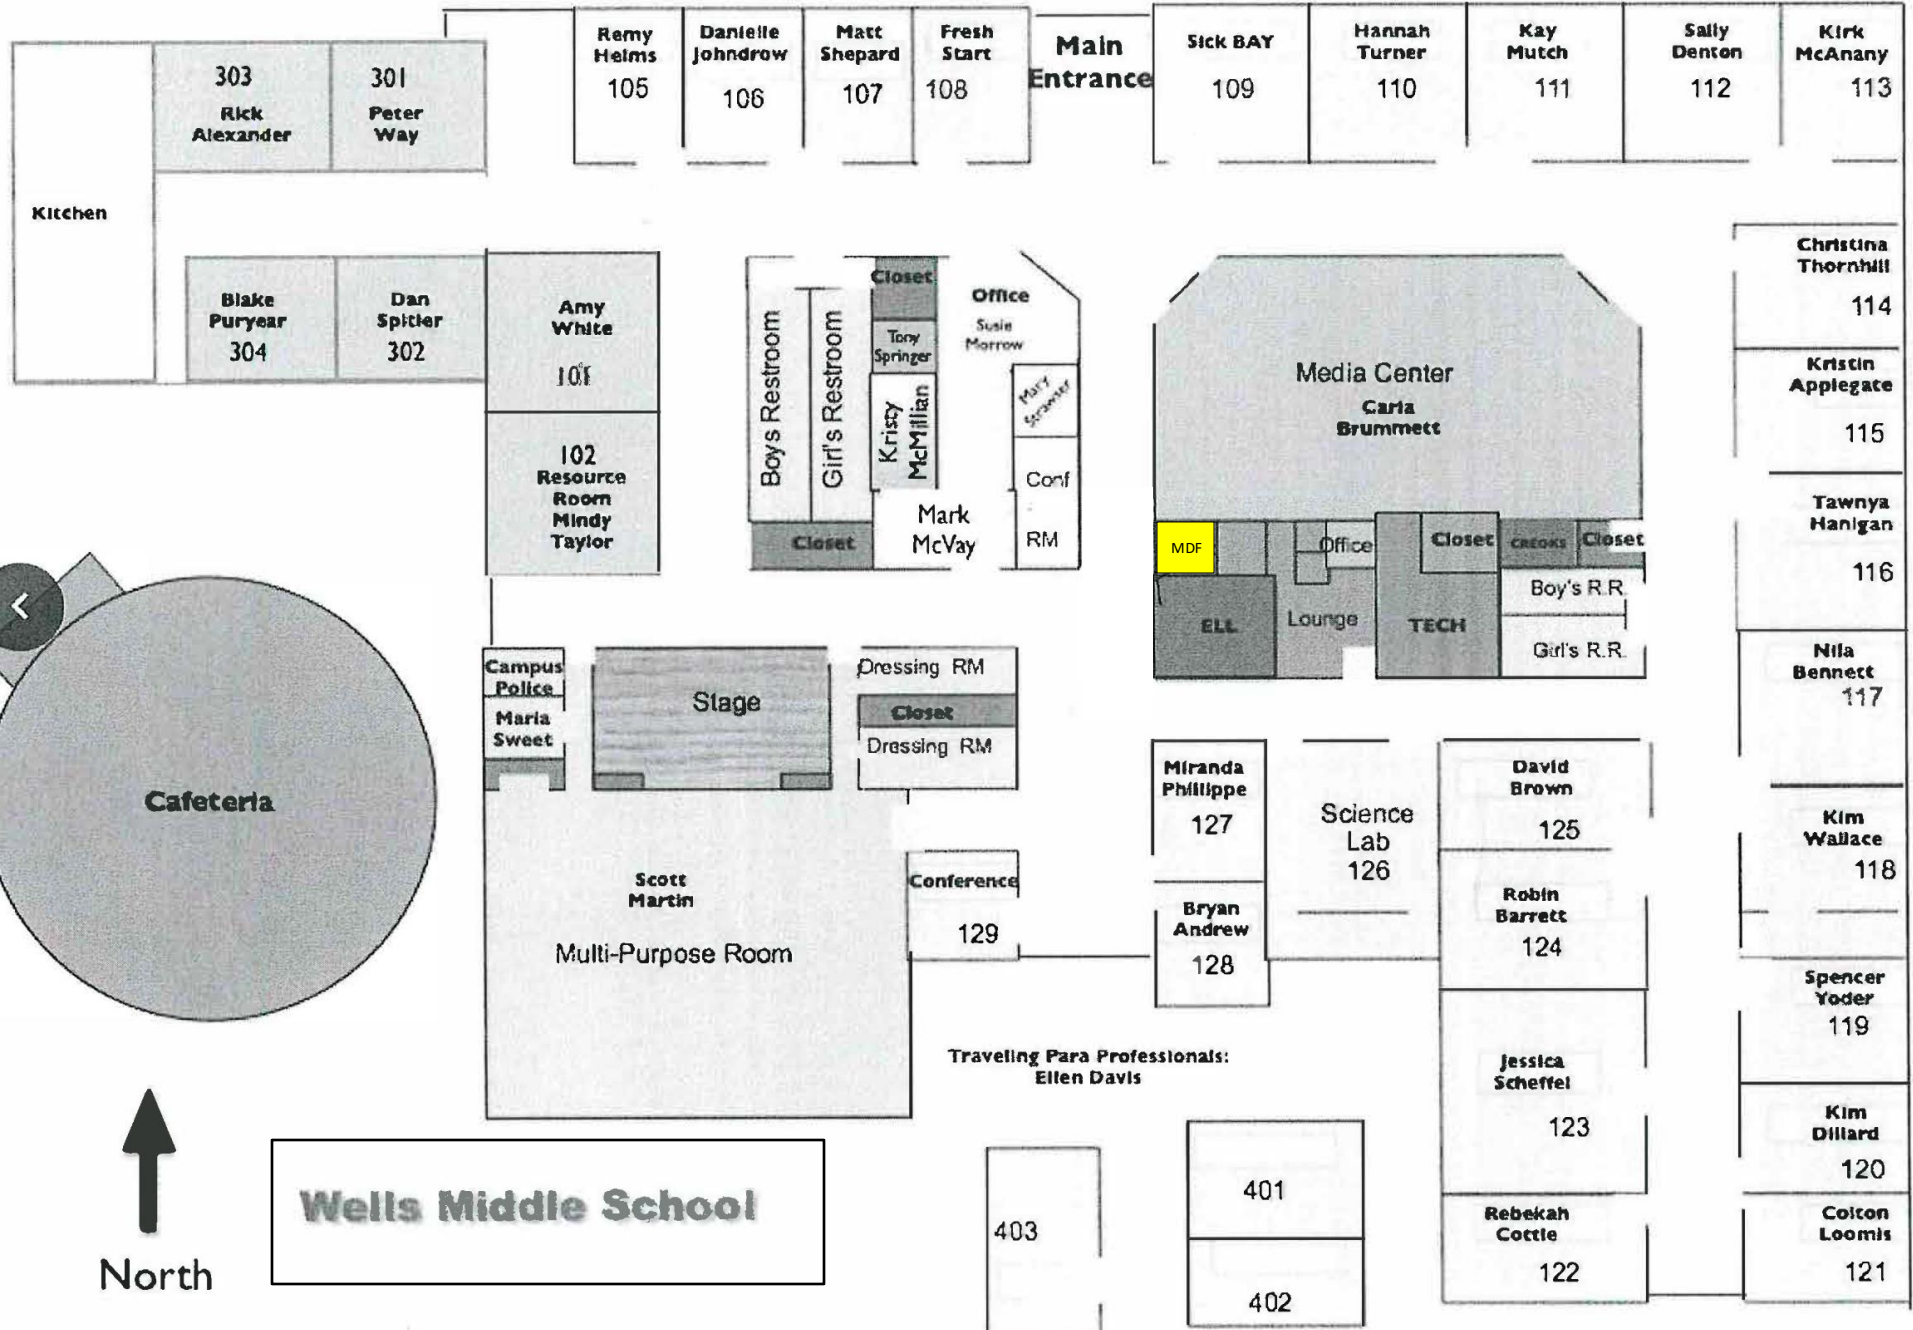 Remy
Helms
105
Danielle
Johndrow
106
Matt
Shepard
107
Fresh
Start
108
Main
Entrance
Sick BAY
109
Hannah
Turner
110
Kay
Mutch
111
Sally
Denton
112
Kirk
McAnany
113
303
Rick
Alexander
301
Peter
Way
Kitchen
Blake
Puryear
304
Dan
Spitler
302
Amy
White
101
102
Resource
Room
Mindy
Taylor
Boys Restroom
Girl's Restroom
Closet
Tony
Springer
Kristy
McMillian
Office
Susie
Morrow
Mary
Strawser
Conf
RM
Mark
McVay
Closet
Media Center
Carla
Brummett
MDF
Office
Closet
Closet
ELL
Lounge
TECH
Boy's R.R.
Girl's R.R.
Christina
Thornhill
114
Kristin
Applegate
115
Tawnya
Hanigan
116
Nila
Bennett
117
Kim
Wallace
118
Spencer
Yoder
119
Kim
Dillard
120
Colton
Loomis
121
Campus
Police
Maria
Sweet
Stage
Dressing RM
Closet
Dressing RM
Cafeteria
Scott
Martin
Multi-Purpose Room
Conference
129
Miranda
Phillippe
127
Bryan
Andrew
128
Science
Lab
126
David
Brown
125
Robin
Barrett
124
Jessica
Scheffel
123
Rebekah
Cottle
122
Traveling Para Professionals:
Ellen Davis
401
402
403
North
Wells Middle School